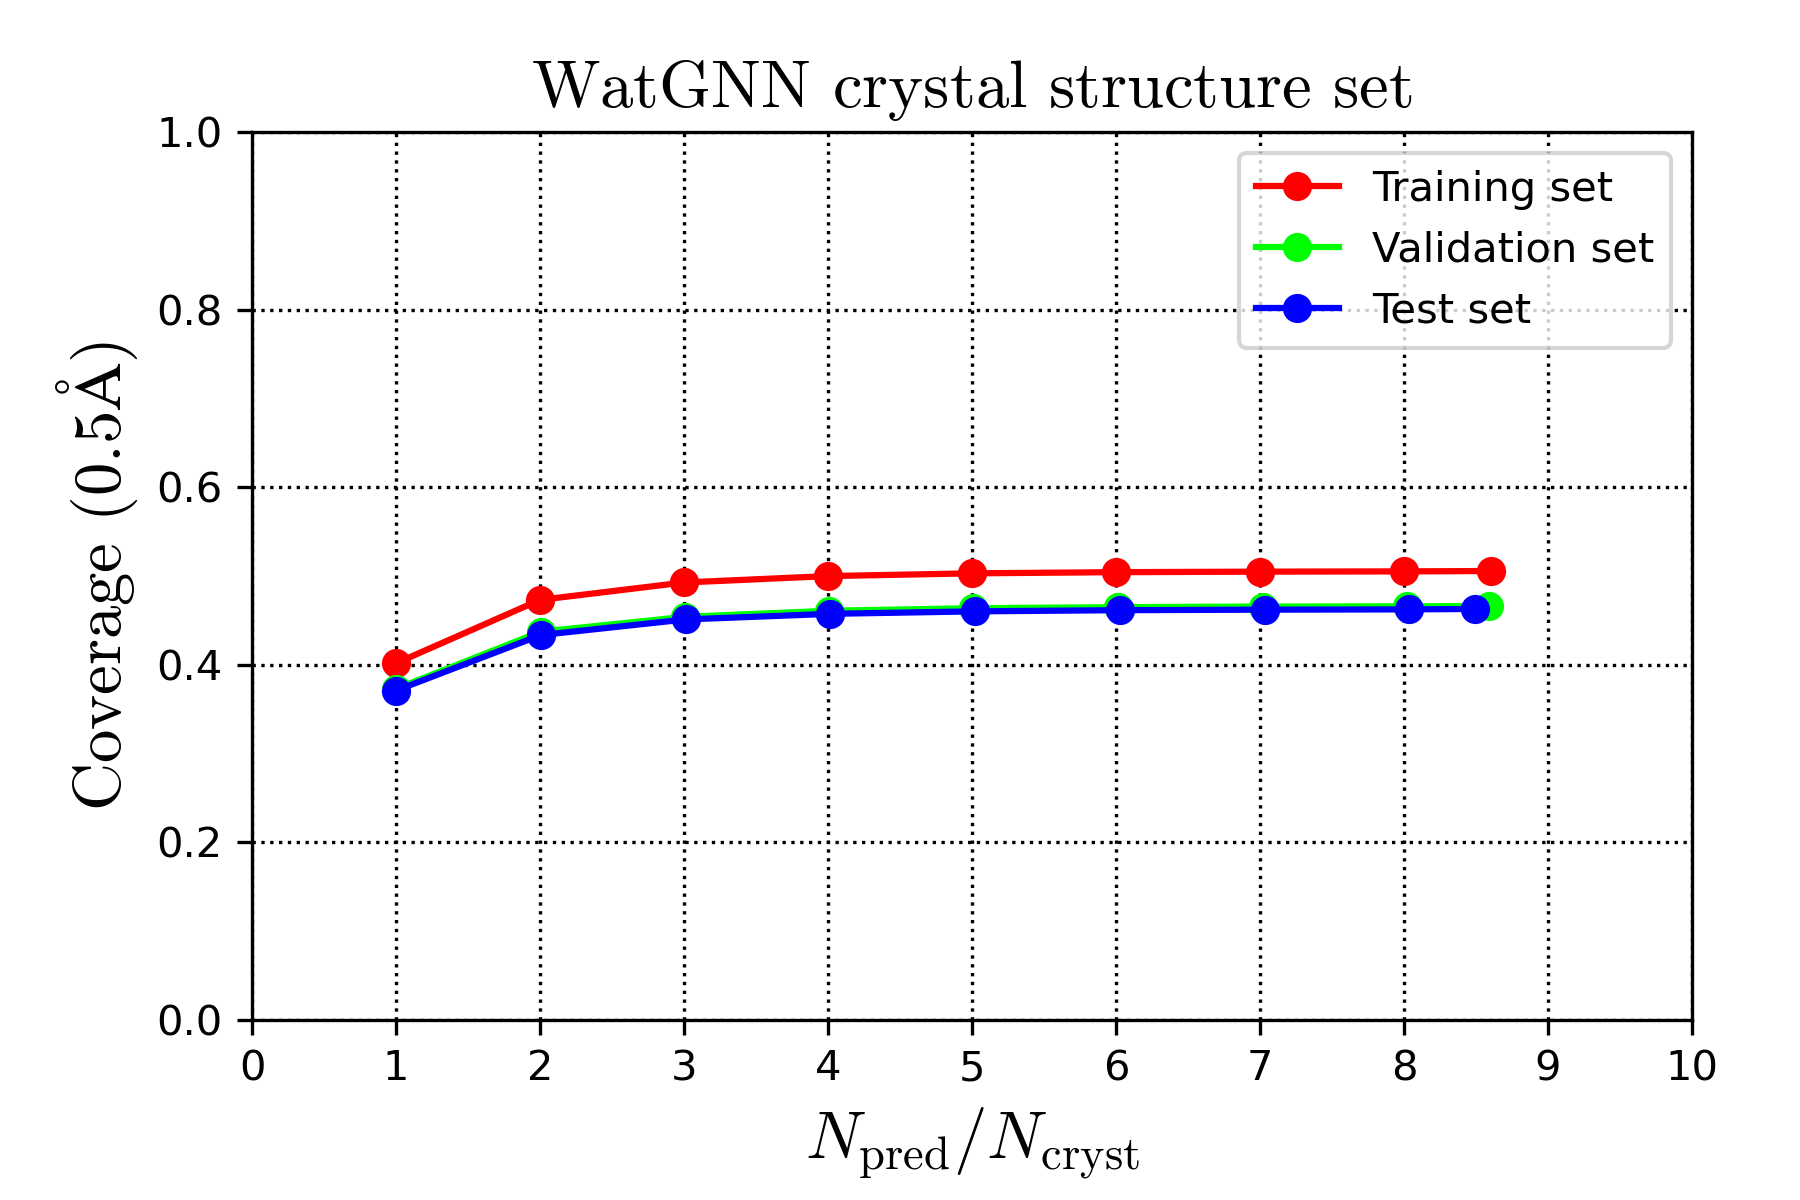 WatGNN crystal structure set
Training set
Validation set
Test set
Coverage (0.5Å)
1.0
0.8
0.6
0.4
0.2
0.0
0 1 2 3 4 5 6 7 8 9 10
N_pred/N_cryst